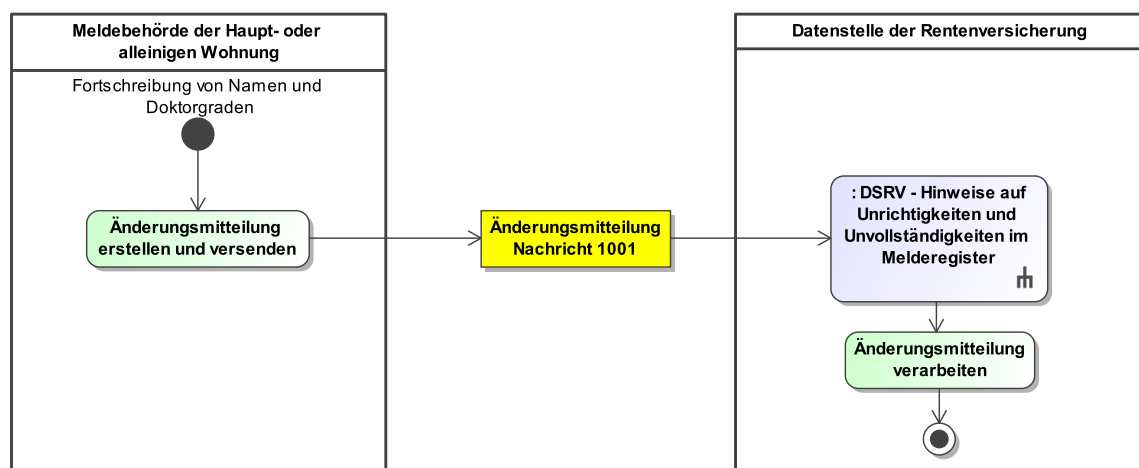 Meldebehörde der Haupt- oder
alleinigen Wohnung
Fortschreibung von Namen und
Doktorgraden
Änderungsmitteilung
erstellen und versenden
Änderungsmitteilung
Nachricht 1001
Datenstelle der Rentenversicherung
: DSRV - Hinweise auf
Unrichtigkeiten und
Unvollständigkeiten im
Melderegister
Änderungsmitteilung
verarbeiten